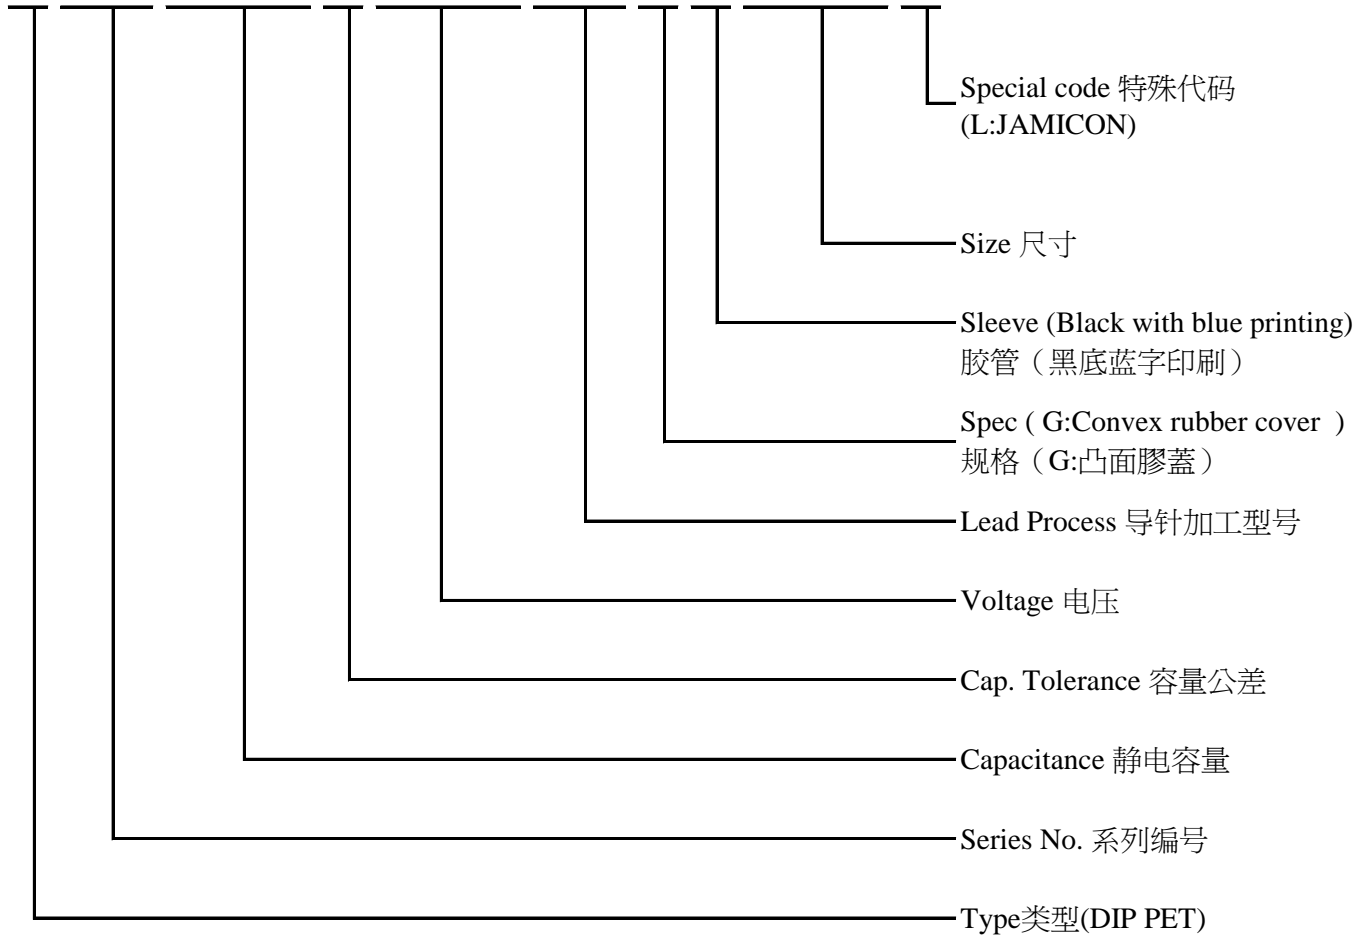 Special code 特殊代码
(L:JAMICON)
Size 尺寸
Sleeve (Black with blue printing)
胶管（黑底蓝字印刷）
Spec ( G:Convex rubber cover )
规格（G:凸面膠蓋）
Lead Process 导针加工型号
Voltage 电压
Cap. Tolerance 容量公差
Capacitance 静电容量
Series No. 系列编号
Type类型(DIP PET)